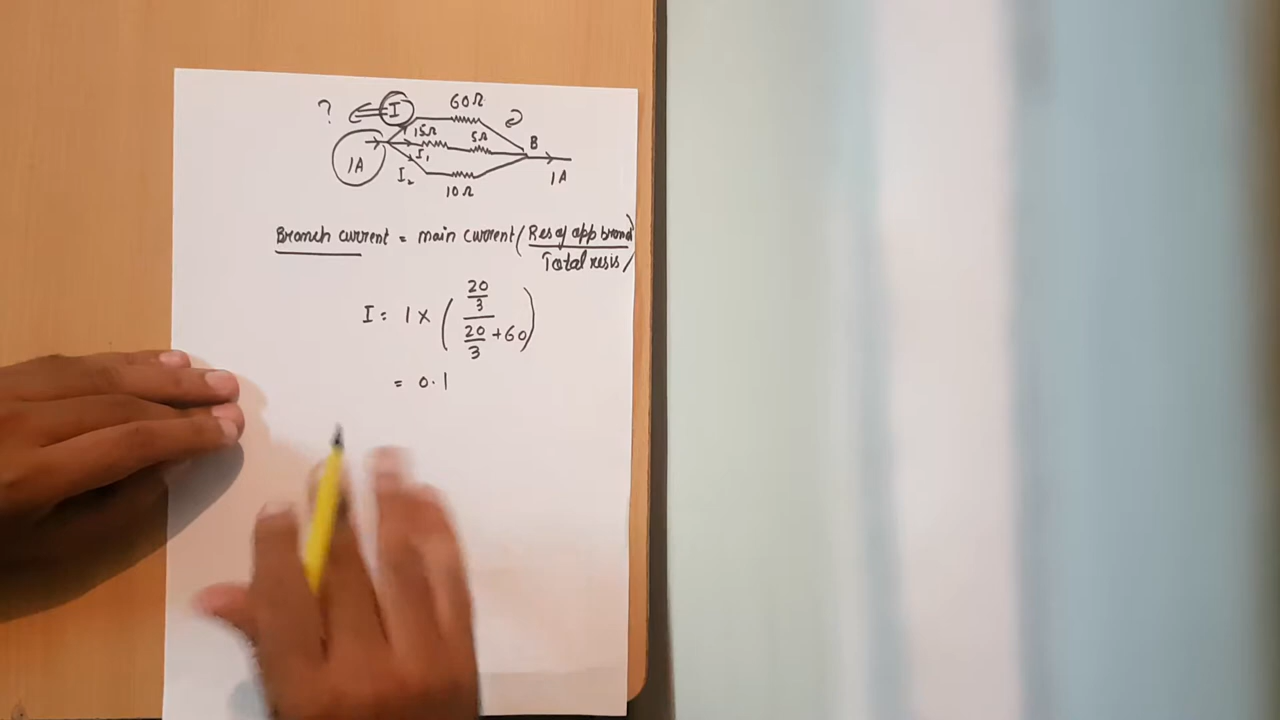 ? I 60Ω
15Ω 5Ω B
1A I₁
I₂ 10Ω 1A
Branch current = main current (Res of opp branch)
Total resis
I = 1 × ( 20/3
20/3 + 60 )
= 0.1